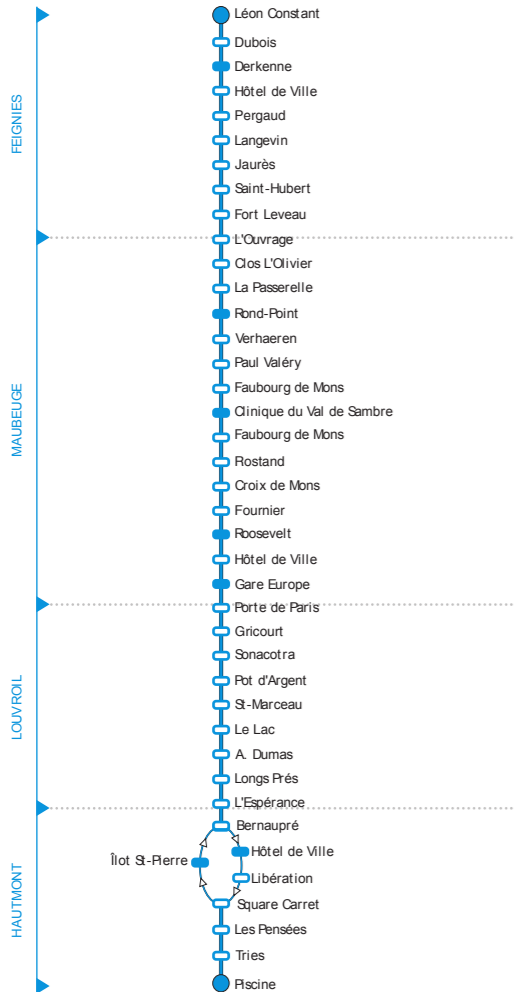 Léon Constant
Dubois
Derkenne
Hôtel de Ville
Pergaud
Langevin
Jaurès
Saint-Hubert
Fort Leveau
FEIGNIES
L'Ouvrage
Clos L'Olivier
La Passerelle
Rond-Point
Verhaeren
Paul Valéry
Faubourg de Mons
Clinique du Val de Sambre
Faubourg de Mons
Rostand
Croix de Mons
Fournier
Roosevelt
Hôtel de Ville
Gare Europe
MAUBEUGE
Porte de Paris
Gricourt
Sonacotra
Pot d'Argent
St-Marceau
Le Lac
A. Dumas
Longs Prés
L'Espérance
LOUVROIL
Bernaupré
Hôtel de Ville
Îlot St-Pierre
Libération
Square Carret
Les Pensées
Tries
Piscine
HAUTMONT